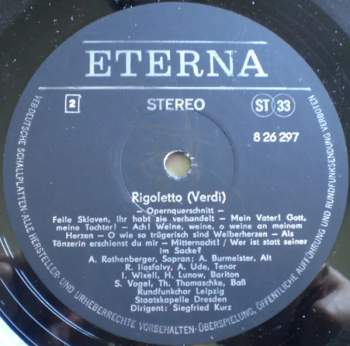 ETERNA
2
STEREO
ST 33
8 26 297
Rigoletto (Verdi)
– Opernquerschnitt –
Feile Sklaven, ihr habt sie verhandelt – Mein Vater! Gott,
meine Tochter! – Ach! Weine, weine, o weine an meinem
Herzen – O wie so trügerisch sind Weiberherzen – Als
Tänzerin erschienst du mir – Mitternacht! / Wer ist statt seiner
im Sacke?
A. Rothenberger, Sopran; A. Burmeister, Alt
R. Ilosfalvy, A. Ude, Tenor
I. Wixell, H. Lunow, Bariton
S. Vogel, Th. Thomaschke, Baß
Rundfunkchor Leipzig
Staatskapelle Dresden
Dirigent: Siegfried Kurz
VEB DEUTSCHE SCHALLPLATTEN · ALLE HERSTELLER- UND URHEBERRECHTE VORBEHALTEN · ÜBERSPIELUNG, ÖFFENTLICHE AUFFÜHRUNG UND RUNDFUNKSENDUNG VERBOTEN